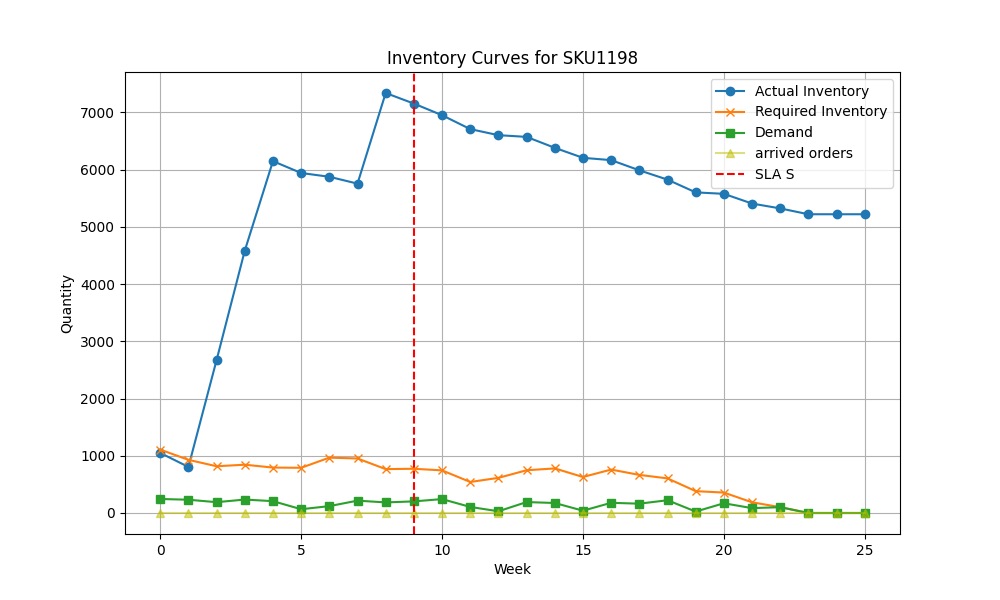 Inventory Curves for SKU1198
Actual Inventory
Required Inventory
Demand
arrived orders
SLA S
Quantity
7000
6000
5000
4000
3000
2000
1000
0
0 5 10 15 20 25
Week